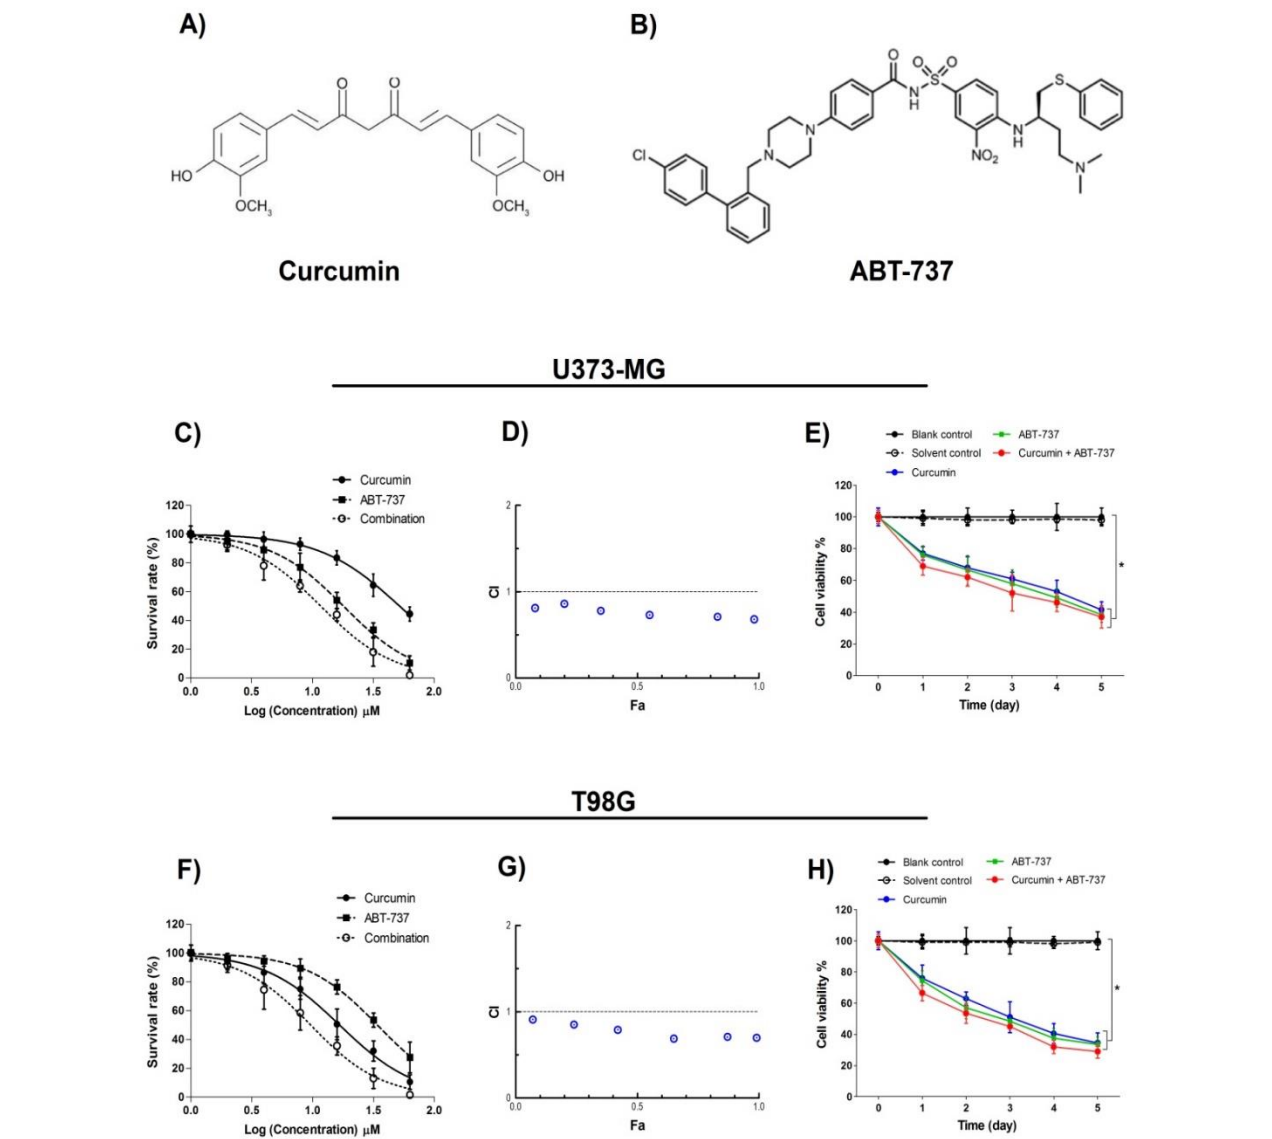 A)
B)
O
O
HO
OCH3
OCH3
OH
Curcumin
O
O
O
S
N
H
S
N
N
Cl
NO2
N
H
N
ABT-737
U373-MG
C)
Curcumin
ABT-737
Combination
Survival rate (%)
120
100
80
60
40
20
0
0.0 0.5 1.0 1.5 2.0
Log (Concentration) μM
D)
CI
2
1
0
0.0 0.5 1.0
Fa
E)
Blank control
Solvent control
Curcumin
ABT-737
Curcumin + ABT-737
Cell viability %
120
100
80
60
40
20
0
*
0 1 2 3 4 5
Time (day)
T98G
F)
Curcumin
ABT-737
Combination
Survival rate (%)
120
100
80
60
40
20
0
0.0 0.5 1.0 1.5 2.0
Log (Concentration) μM
G)
CI
2
1
0
0.0 0.5 1.0
Fa
H)
Blank control
Solvent control
Curcumin
ABT-737
Curcumin + ABT-737
Cell viability %
120
100
80
60
40
20
0
*
0 1 2 3 4 5
Time (day)